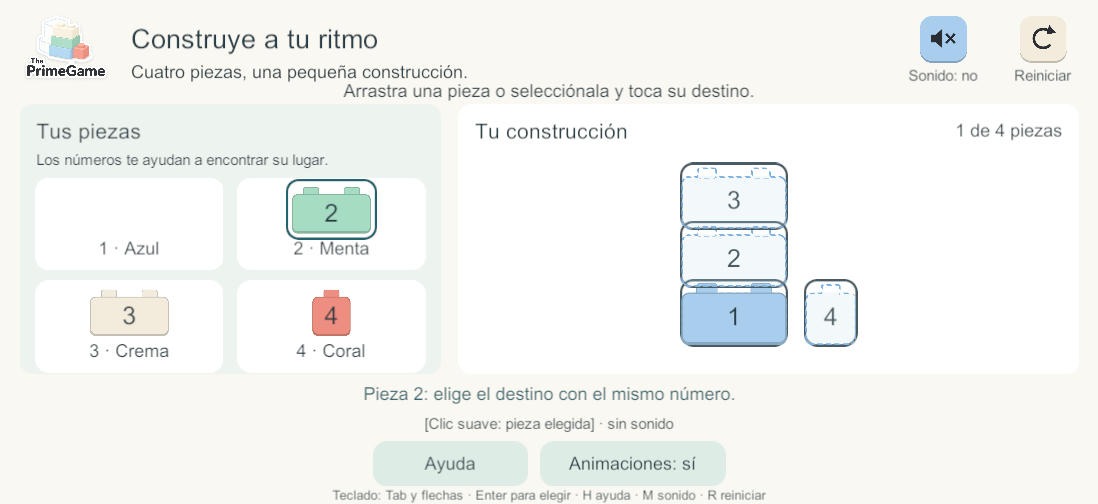 The
PrimeGame
Construye a tu ritmo
Cuatro piezas, una pequeña construcción.
Sonido: no
Reiniciar
Arrastra una pieza o selecciónala y toca su destino.
Tus piezas
Los números te ayudan a encontrar su lugar.
1 · Azul
2
2 · Menta
3
3 · Crema
4
4 · Coral
Tu construcción
1 de 4 piezas
3
2
1
4
Pieza 2: elige el destino con el mismo número.
[Clic suave: pieza elegida] · sin sonido
Ayuda
Animaciones: sí
Teclado: Tab y flechas · Enter para elegir · H ayuda · M sonido · R reiniciar